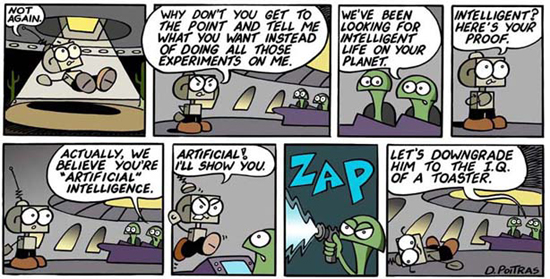 NOT
AGAIN.
WHY DON'T YOU GET TO
THE POINT AND TELL ME
WHAT YOU WANT INSTEAD
OF DOING ALL THOSE
EXPERIMENTS ON ME.
WE'VE BEEN
LOOKING FOR
INTELLIGENT
LIFE ON YOUR
PLANET.
INTELLIGENT?
HERE'S YOUR
PROOF.
ACTUALLY, WE
BELIEVE YOU'RE
"ARTIFICIAL"
INTELLIGENCE.
ARTIFICIAL?
I'LL SHOW YOU.
ZAP
LET'S DOWNGRADE
HIM TO THE I.Q.
OF A TOASTER.
D. POITRAS